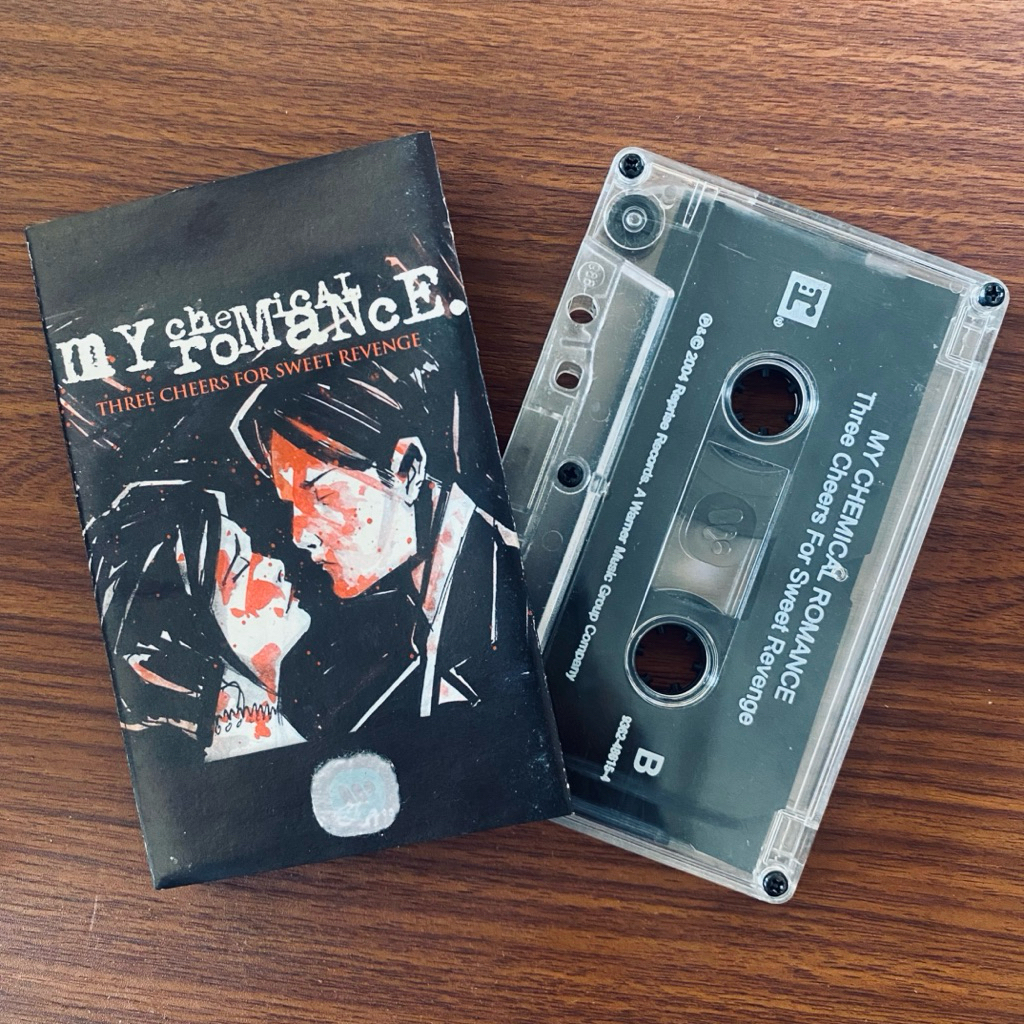 my cheMicAL roMaNcE.
THREE CHEERS FOR SWEET REVENGE
r
®
MY CHEMICAL ROMANCE
Three Cheers For Sweet Revenge
℗&© 2004 Reprise Records. A Warner Music Group Company
B